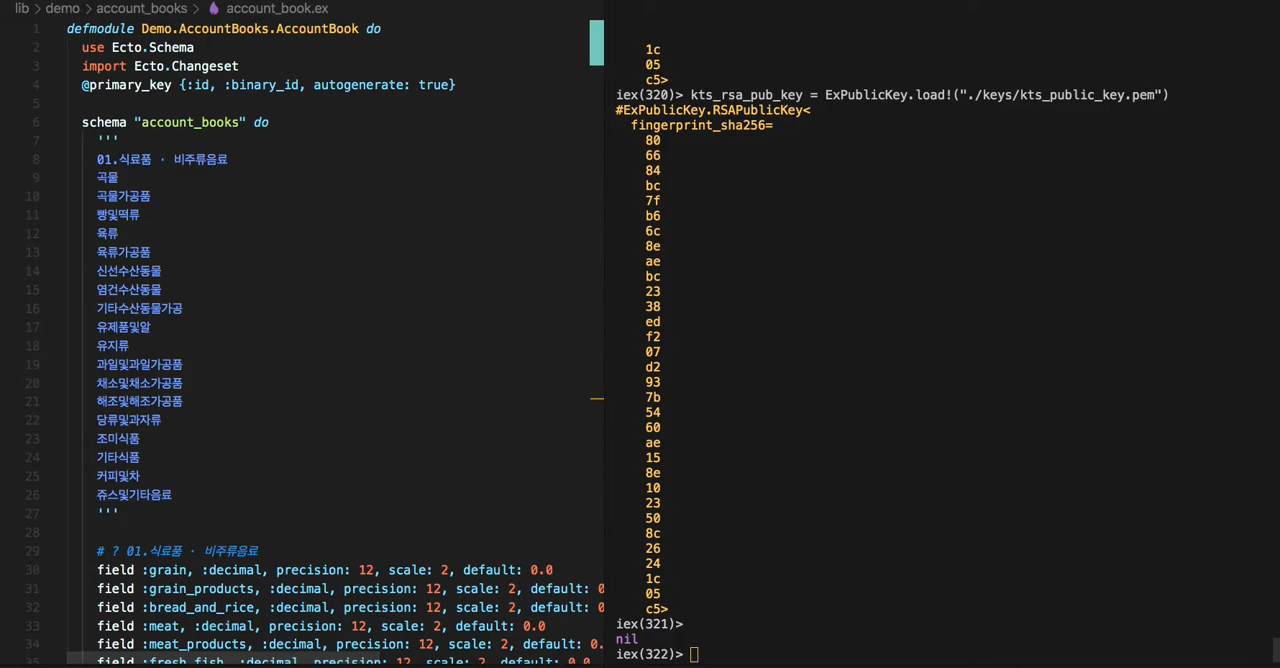 lib > demo > account_books > account_book.ex
1 defmodule Demo.AccountBooks.AccountBook do
2 use Ecto.Schema
3 import Ecto.Changeset
4 @primary_key {:id, :binary_id, autogenerate: true}
5
6 schema "account_books" do
7 '''
8 01.식료품 · 비주류음료
9 곡물
10 곡물가공품
11 빵및떡류
12 육류
13 육류가공품
14 신선수산동물
15 염건수산동물
16 기타수산동물가공
17 유제품및알
18 유지류
19 과일및과일가공품
20 채소및채소가공품
21 해조및해조가공품
22 당류및과자류
23 조미식품
24 기타식품
25 커피및차
26 쥬스및기타음료
27 '''
28
29 # ? 01.식료품 · 비주류음료
30 field :grain, :decimal, precision: 12, scale: 2, default: 0.0
31 field :grain_products, :decimal, precision: 12, scale: 2, default: 0
32 field :bread_and_rice, :decimal, precision: 12, scale: 2, default: 0
33 field :meat, :decimal, precision: 12, scale: 2, default: 0.0
34 field :meat_products, :decimal, precision: 12, scale: 2, default: 0.
35 field :fresh_fish, :decimal, precision: 12, scale: 2, default: 0.0
1c
05
c5>
iex(320)> kts_rsa_pub_key = ExPublicKey.load!("./keys/kts_public_key.pem")
#ExPublicKey.RSAPublicKey<
fingerprint_sha256=
80
66
84
bc
7f
b6
6c
8e
ae
bc
23
38
ed
f2
07
d2
93
7b
54
60
ae
15
8e
10
23
50
8c
26
24
1c
05
c5>
iex(321)>
nil
iex(322)>